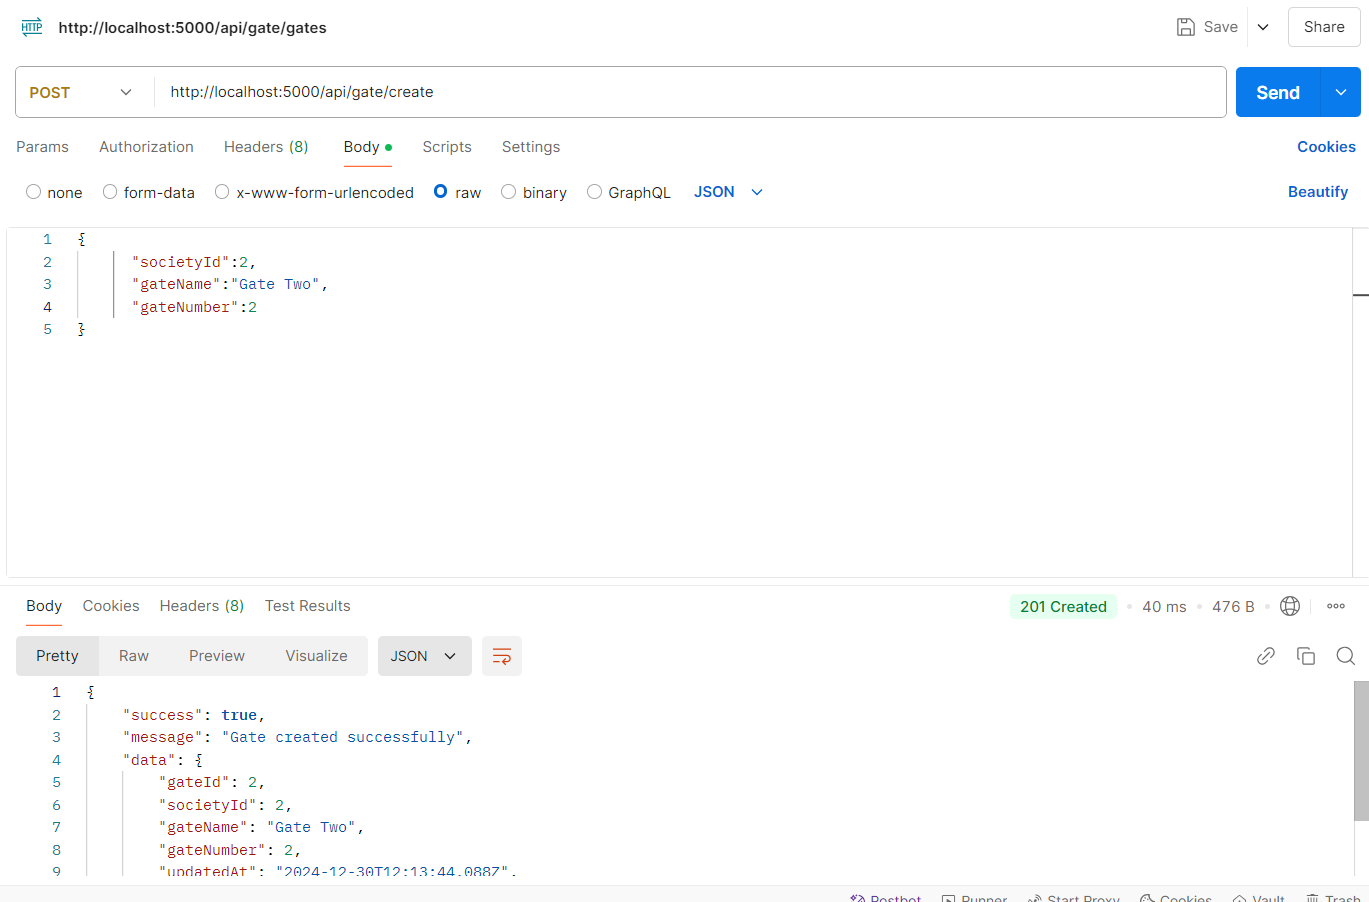 HTTP http://localhost:5000/api/gate/gates Save Share
POST http://localhost:5000/api/gate/create Send
Params Authorization Headers (8) Body Scripts Settings Cookies
none form-data x-www-form-urlencoded raw binary GraphQL JSON Beautify
1 {
2 "societyId":2,
3 "gateName":"Gate Two",
4 "gateNumber":2
5 }
Body Cookies Headers (8) Test Results 201 Created 40 ms 476 B
Pretty Raw Preview Visualize JSON
1 {
2 "success": true,
3 "message": "Gate created successfully",
4 "data": {
5 "gateId": 2,
6 "societyId": 2,
7 "gateName": "Gate Two",
8 "gateNumber": 2,
9 "updatedAt": "2024-12-30T12:13:44.088Z",
Postbot Runner Start Proxy Cookies Vault Trash